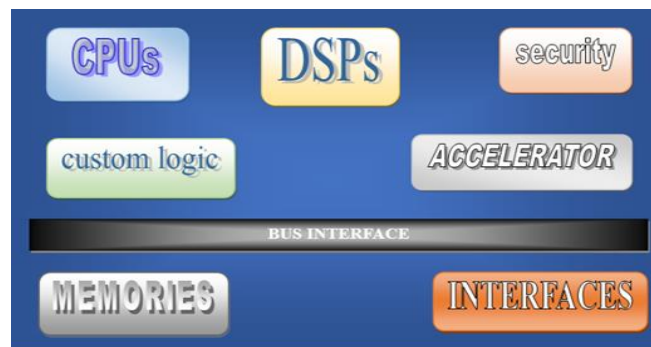 CPUs
DSPs
security
custom logic
ACCELERATOR
BUS INTERFACE
MEMORIES
INTERFACES